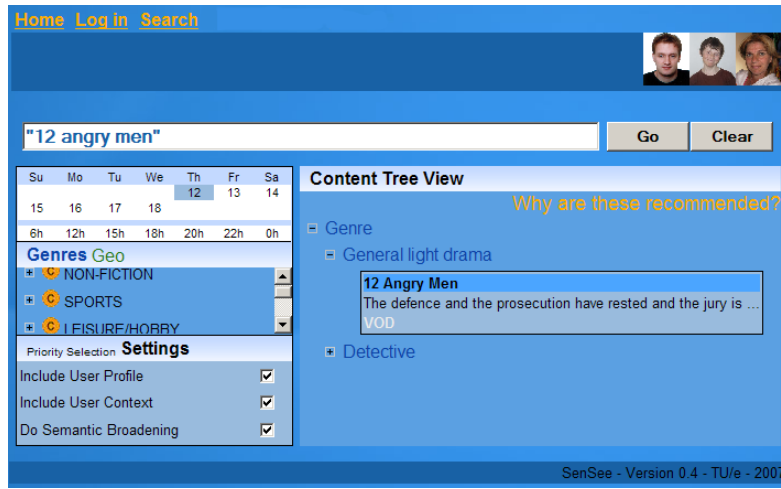 Home Log in Search
"12 angry men"
Go Clear
Su Mo Tu We Th Fr Sa
12 13 14
15 16 17 18
6h 12h 15h 18h 20h 22h 0h
Genres Geo
C NON-FICTION
C SPORTS
C LEISURE/HOBBY
Priority Selection Settings
Include User Profile
Include User Context
Do Semantic Broadening
Content Tree View
Why are these recommended?
Genre
General light drama
12 Angry Men
The defence and the prosecution have rested and the jury is ...
VOD
Detective
SenSee - Version 0.4 - TU/e - 2007